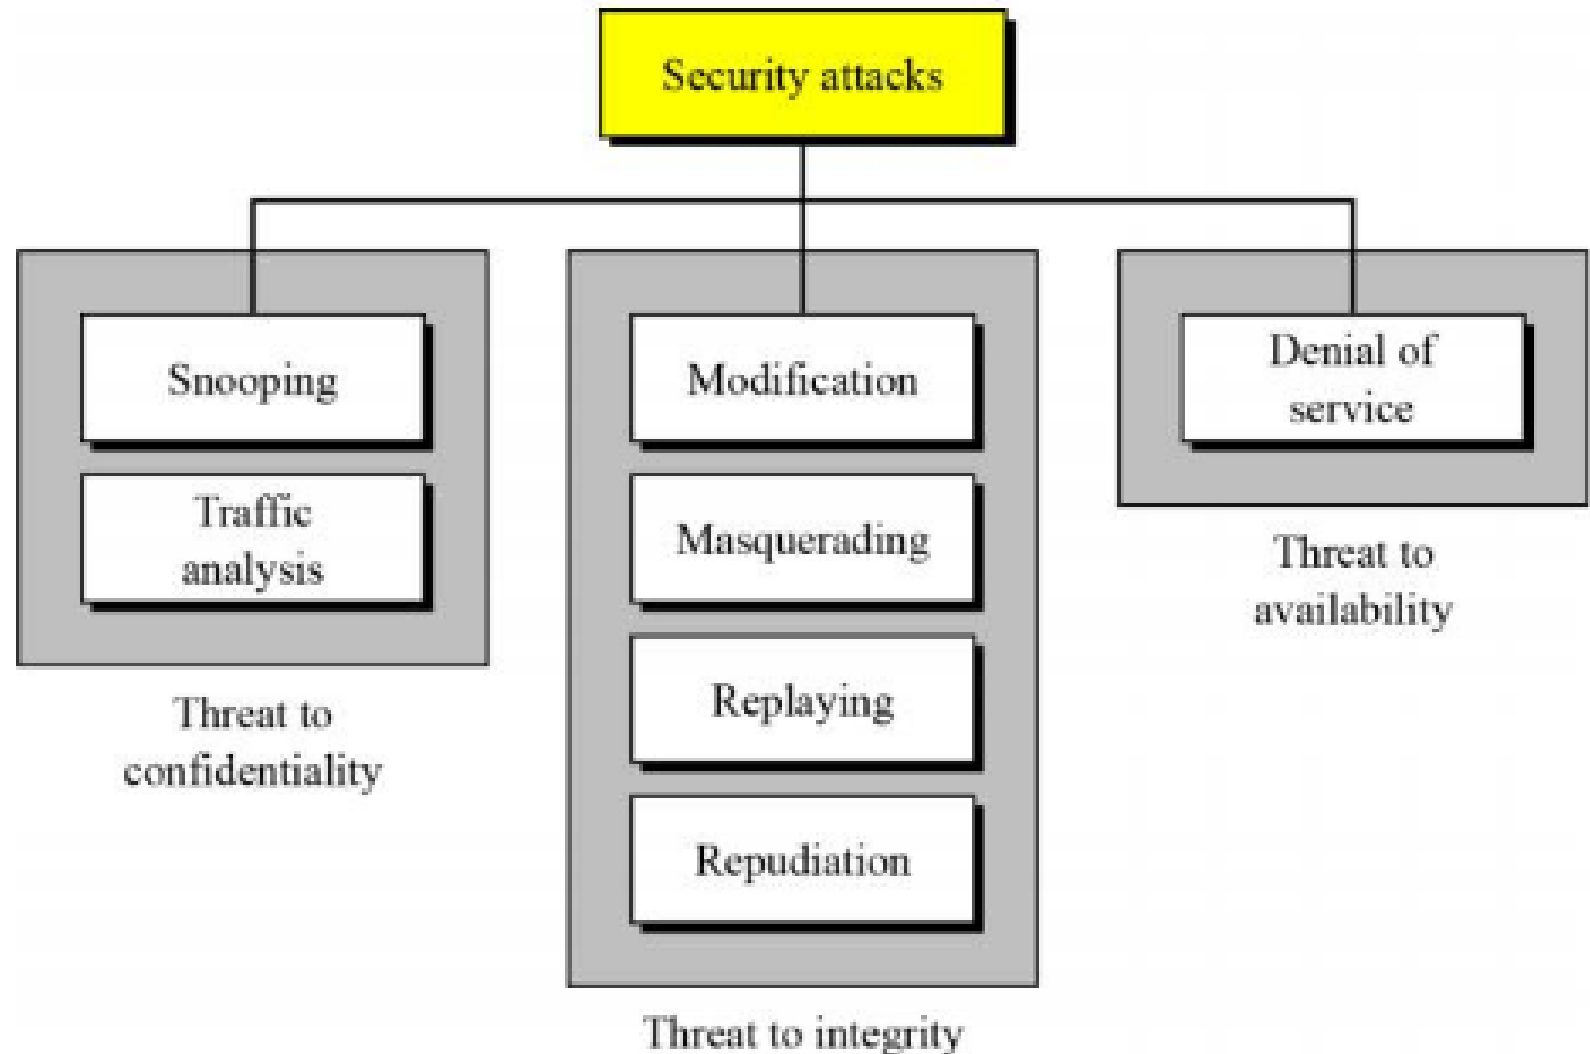 Security attacks
Snooping
Traffic
analysis
Threat to
confidentiality
Modification
Masquerading
Replaying
Repudiation
Threat to integrity
Denial of
service
Threat to
availability